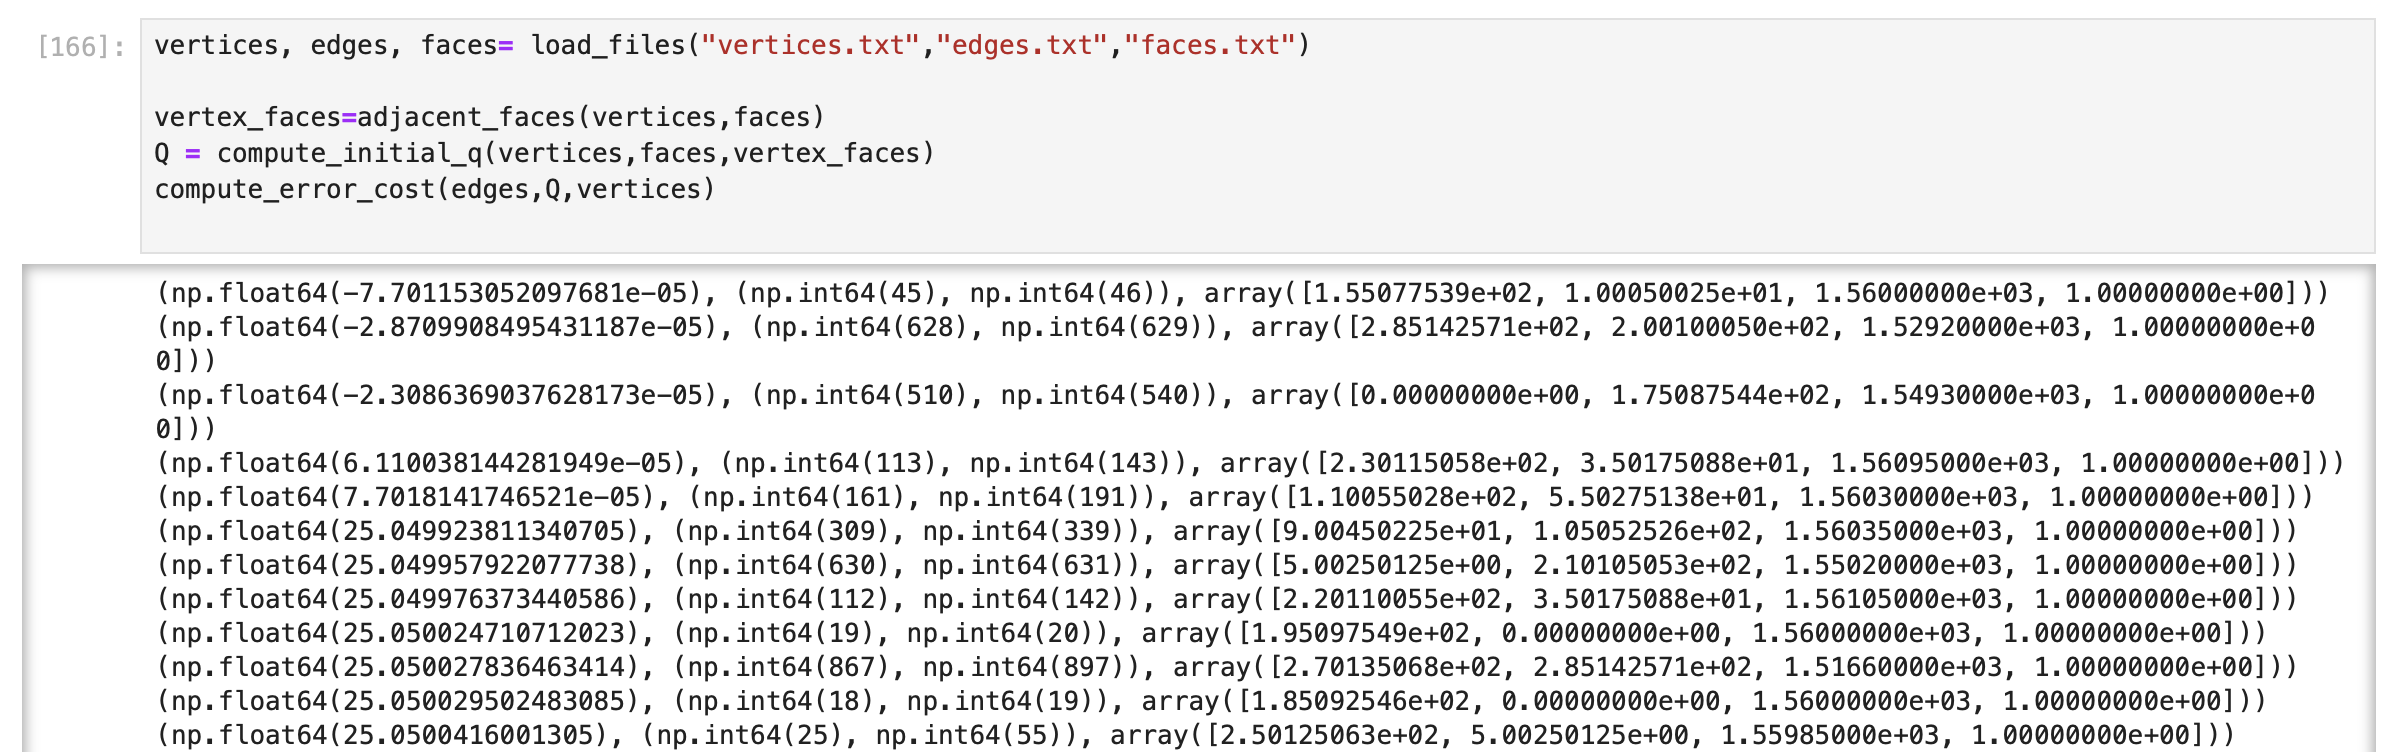 [166]: vertices, edges, faces= load_files("vertices.txt","edges.txt","faces.txt")
vertex_faces=adjacent_faces(vertices,faces)
Q = compute_initial_q(vertices,faces,vertex_faces)
compute_error_cost(edges,Q,vertices)
(np.float64(-7.701153052097681e-05), (np.int64(45), np.int64(46)), array([1.55077539e+02, 1.00050025e+01, 1.56000000e+03, 1.00000000e+00]))
(np.float64(-2.8709908495431187e-05), (np.int64(628), np.int64(629)), array([2.85142571e+02, 2.00100050e+02, 1.52920000e+03, 1.00000000e+0
0]))
(np.float64(-2.3086369037628173e-05), (np.int64(510), np.int64(540)), array([0.00000000e+00, 1.75087544e+02, 1.54930000e+03, 1.00000000e+0
0]))
(np.float64(6.110038144281949e-05), (np.int64(113), np.int64(143)), array([2.30115058e+02, 3.50175088e+01, 1.56095000e+03, 1.00000000e+00]))
(np.float64(7.7018141746521e-05), (np.int64(161), np.int64(191)), array([1.10055028e+02, 5.50275138e+01, 1.56030000e+03, 1.00000000e+00]))
(np.float64(25.049923811340705), (np.int64(309), np.int64(339)), array([9.00450225e+01, 1.05052526e+02, 1.56035000e+03, 1.00000000e+00]))
(np.float64(25.049957922077738), (np.int64(630), np.int64(631)), array([5.00250125e+00, 2.10105053e+02, 1.55020000e+03, 1.00000000e+00]))
(np.float64(25.049976373440586), (np.int64(112), np.int64(142)), array([2.20110055e+02, 3.50175088e+01, 1.56105000e+03, 1.00000000e+00]))
(np.float64(25.050024710712023), (np.int64(19), np.int64(20)), array([1.95097549e+02, 0.00000000e+00, 1.56000000e+03, 1.00000000e+00]))
(np.float64(25.050027836463414), (np.int64(867), np.int64(897)), array([2.70135068e+02, 2.85142571e+02, 1.51660000e+03, 1.00000000e+00]))
(np.float64(25.050029502483085), (np.int64(18), np.int64(19)), array([1.85092546e+02, 0.00000000e+00, 1.56000000e+03, 1.00000000e+00]))
(np.float64(25.0500416001305), (np.int64(25), np.int64(55)), array([2.50125063e+02, 5.00250125e+00, 1.55985000e+03, 1.00000000e+00]))